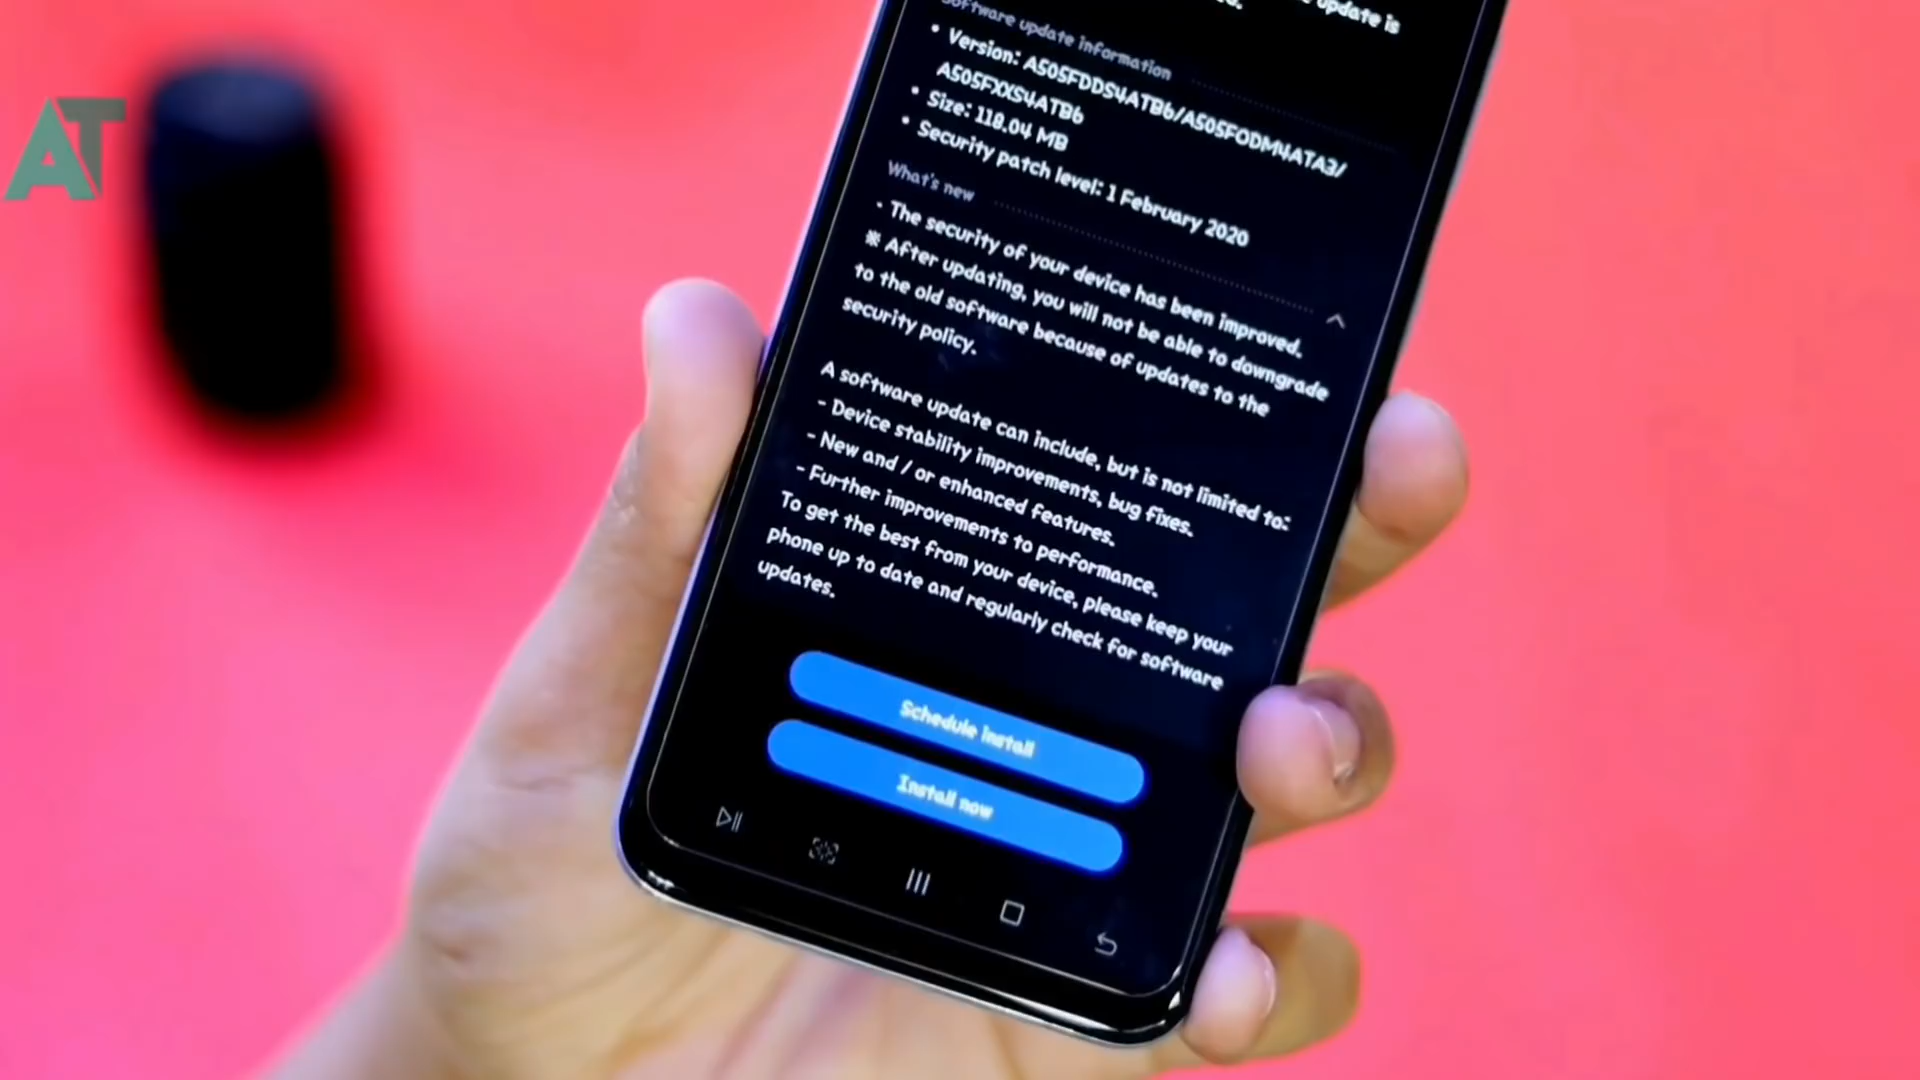 update is
Software update information
• Version: A505FDDS4ATB6/A505FODM4ATA3/
A505FXXS4ATB6
• Size: 118.04 MB
• Security patch level: 1 February 2020
What's new
- The security of your device has been improved.
※ After updating, you will not be able to downgrade
to the old software because of updates to the
security policy.
A software update can include, but is not limited to:
- Device stability improvements, bug fixes.
- New and / or enhanced features.
- Further improvements to performance.
To get the best from your device, please keep your
phone up to date and regularly check for software
updates.
Schedule install
Install now
AT